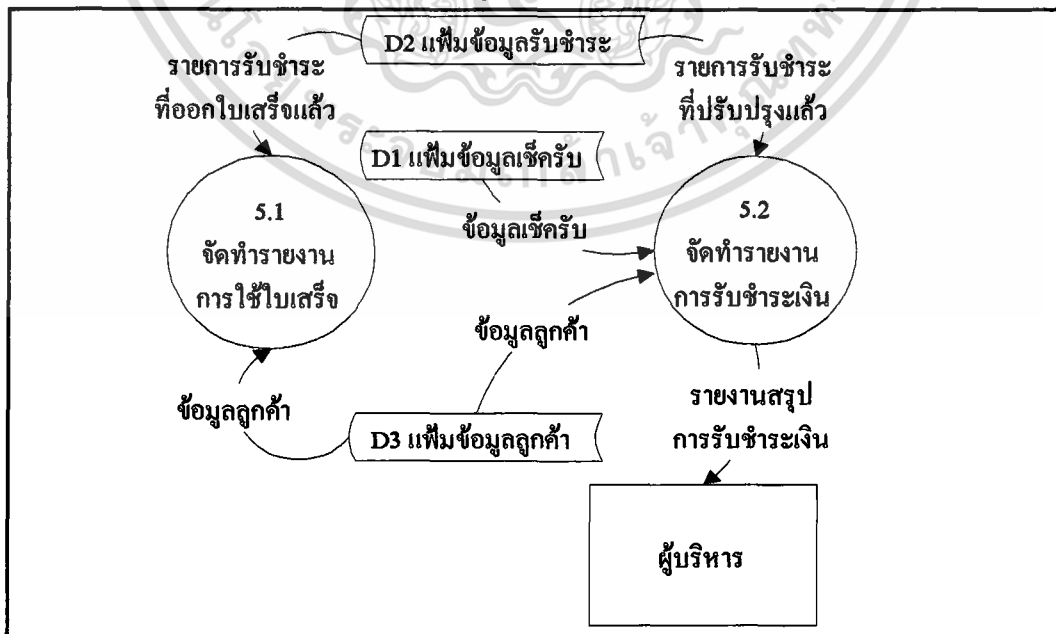 D2 แฟ้มข้อมูลรับชำระ
รายการรับชำระ
ที่ออกใบเสร็จแล้ว
รายการรับชำระ
ที่ปรับปรุงแล้ว
D1 แฟ้มข้อมูลเช็ครับ
5.1
จัดทำรายงาน
การใช้ใบเสร็จ
ข้อมูลเช็ครับ
5.2
จัดทำรายงาน
การรับชำระเงิน
ข้อมูลลูกค้า
ข้อมูลลูกค้า
D3 แฟ้มข้อมูลลูกค้า
รายงานสรุป
การรับชำระเงิน
ผู้บริหาร